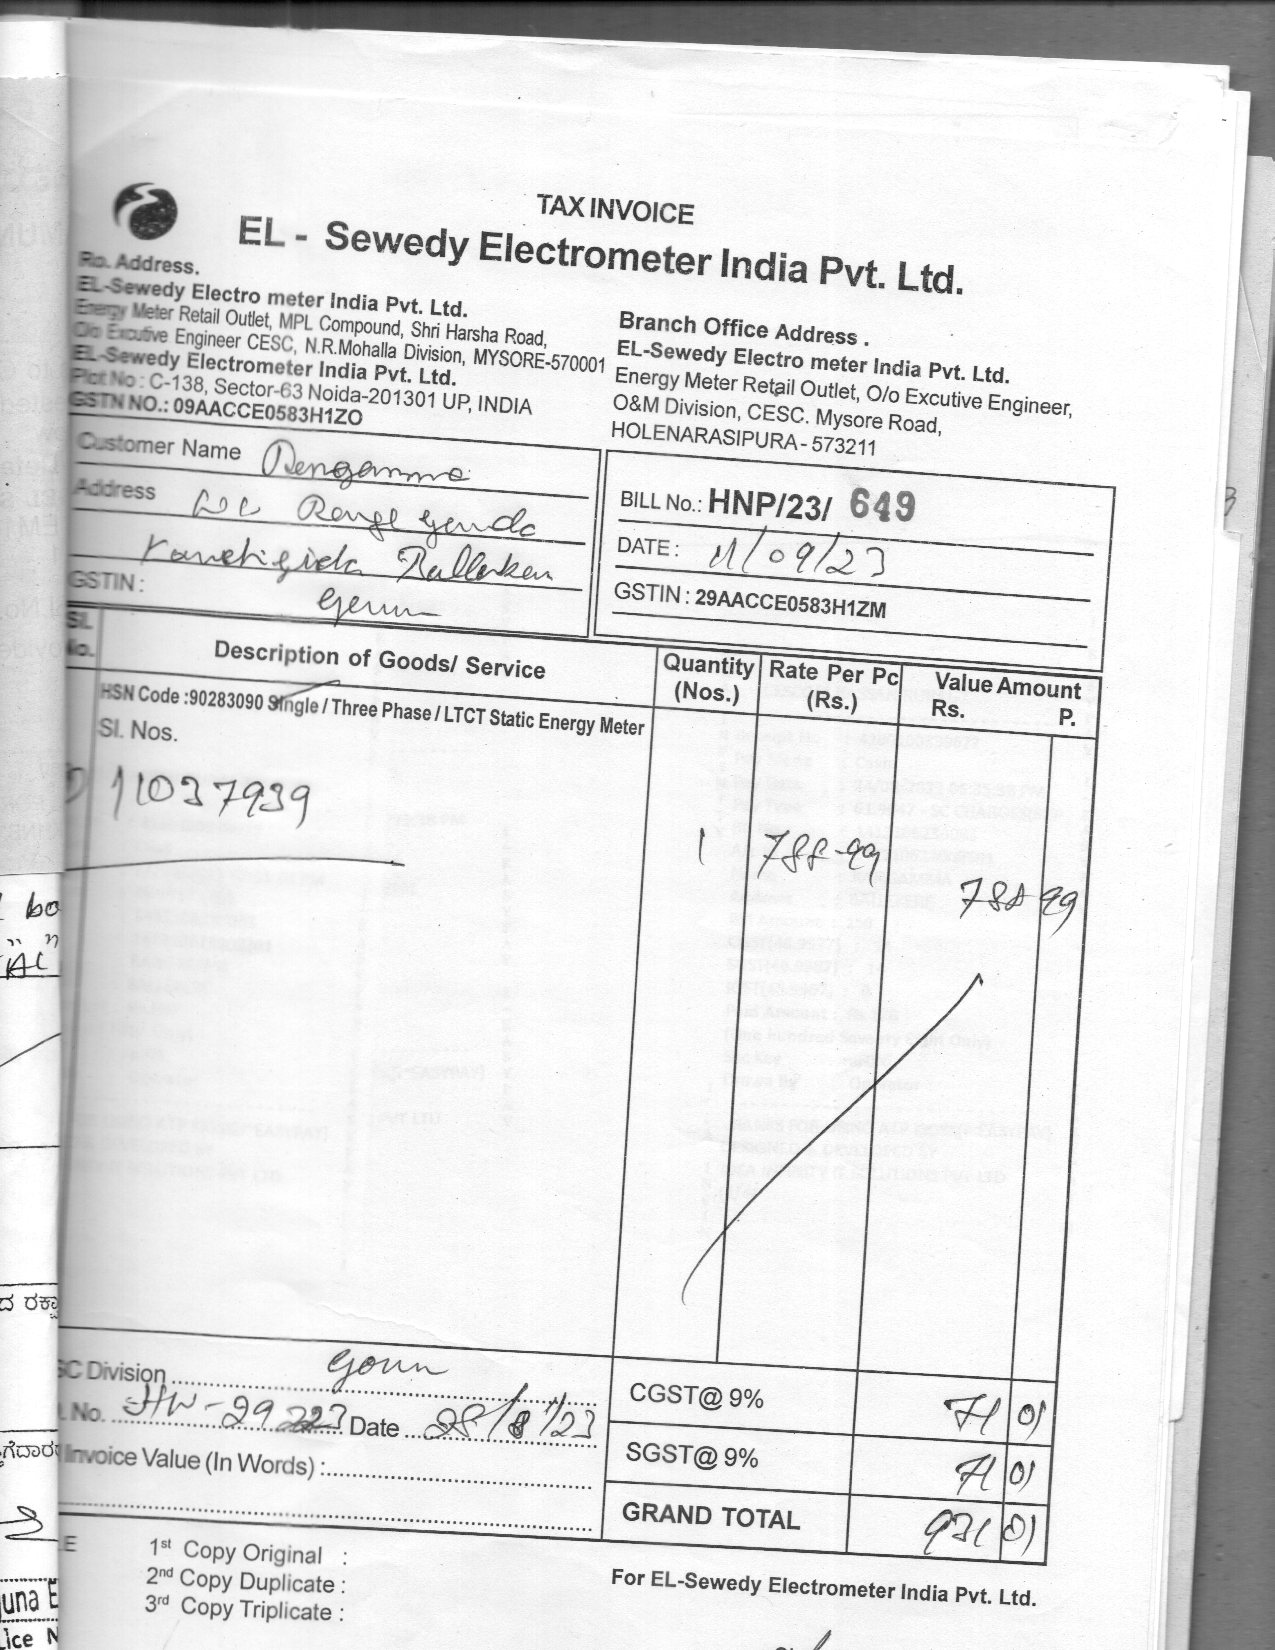 TAX INVOICE
EL - Sewedy Electrometer India Pvt. Ltd.
Ro. Address.
EL-Sewedy Electro meter India Pvt. Ltd.
Energy Meter Retail Outlet, MPL Compound, Shri Harsha Road,
O/o Excutive Engineer CESC, N.R.Mohalla Division, MYSORE-570001
EL-Sewedy Electrometer India Pvt. Ltd.
Plot No : C-138, Sector-63 Noida-201301 UP, INDIA
GSTN NO.: 09AACCE0583H1ZO
Branch Office Address .
EL-Sewedy Electro meter India Pvt. Ltd.
Energy Meter Retail Outlet, O/o Excutive Engineer,
O&M Division, CESC. Mysore Road,
HOLENARASIPURA - 573211
Customer Name Rengamma
Address
GSTIN :
BILL No.: HNP/23/ 649
DATE : 11/09/23
GSTIN : 29AACCE0583H1ZM
Sl. No. Description of Goods/ Service Quantity (Nos.) Rate Per Pc (Rs.) Value Amount Rs. P.
HSN Code :90283090 Single / Three Phase / LTCT Static Energy Meter
Sl. Nos.
1) 11037939
1 788-99 788 99
SC Division
No. Date 28/8/23
Invoice Value (In Words) :
CGST@ 9% 71 01
SGST@ 9% 71 01
GRAND TOTAL 931 01
1st Copy Original :
2nd Copy Duplicate :
3rd Copy Triplicate :
For EL-Sewedy Electrometer India Pvt. Ltd.